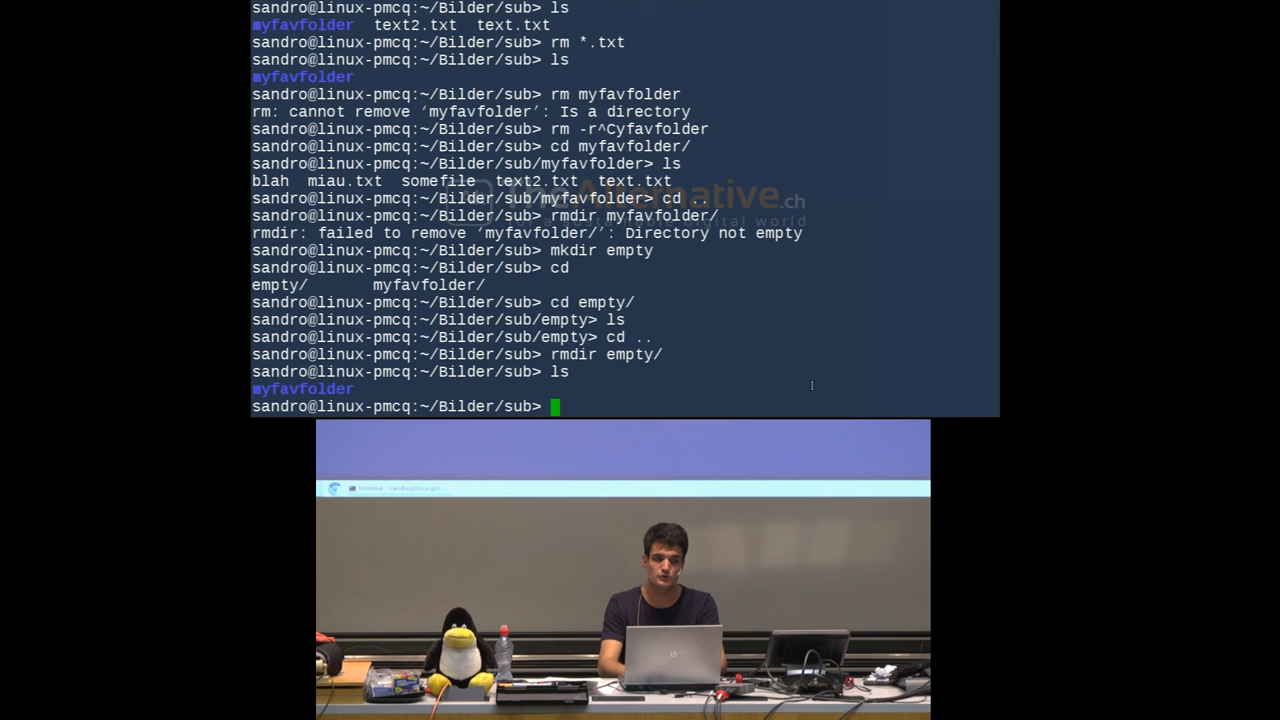 sandro@linux-pmcq:~/Bilder/sub> ls
myfavfolder  text2.txt  text.txt
sandro@linux-pmcq:~/Bilder/sub> rm *.txt
sandro@linux-pmcq:~/Bilder/sub> ls
myfavfolder
sandro@linux-pmcq:~/Bilder/sub> rm myfavfolder
rm: cannot remove ‘myfavfolder’: Is a directory
sandro@linux-pmcq:~/Bilder/sub> rm -r^Cyfavfolder
sandro@linux-pmcq:~/Bilder/sub> cd myfavfolder/
sandro@linux-pmcq:~/Bilder/sub/myfavfolder> ls
blah  miau.txt  somefile  text2.txt  text.txt
sandro@linux-pmcq:~/Bilder/sub/myfavfolder> cd ..
TheAlternative.ch
sandro@linux-pmcq:~/Bilder/sub> rmdir myfavfolder/
for a sustainable digital world
rmdir: failed to remove ‘myfavfolder/’: Directory not empty
sandro@linux-pmcq:~/Bilder/sub> mkdir empty
sandro@linux-pmcq:~/Bilder/sub> cd
empty/       myfavfolder/
sandro@linux-pmcq:~/Bilder/sub> cd empty/
sandro@linux-pmcq:~/Bilder/sub/empty> ls
sandro@linux-pmcq:~/Bilder/sub/empty> cd ..
sandro@linux-pmcq:~/Bilder/sub> rmdir empty/
sandro@linux-pmcq:~/Bilder/sub> ls
myfavfolder
sandro@linux-pmcq:~/Bilder/sub>